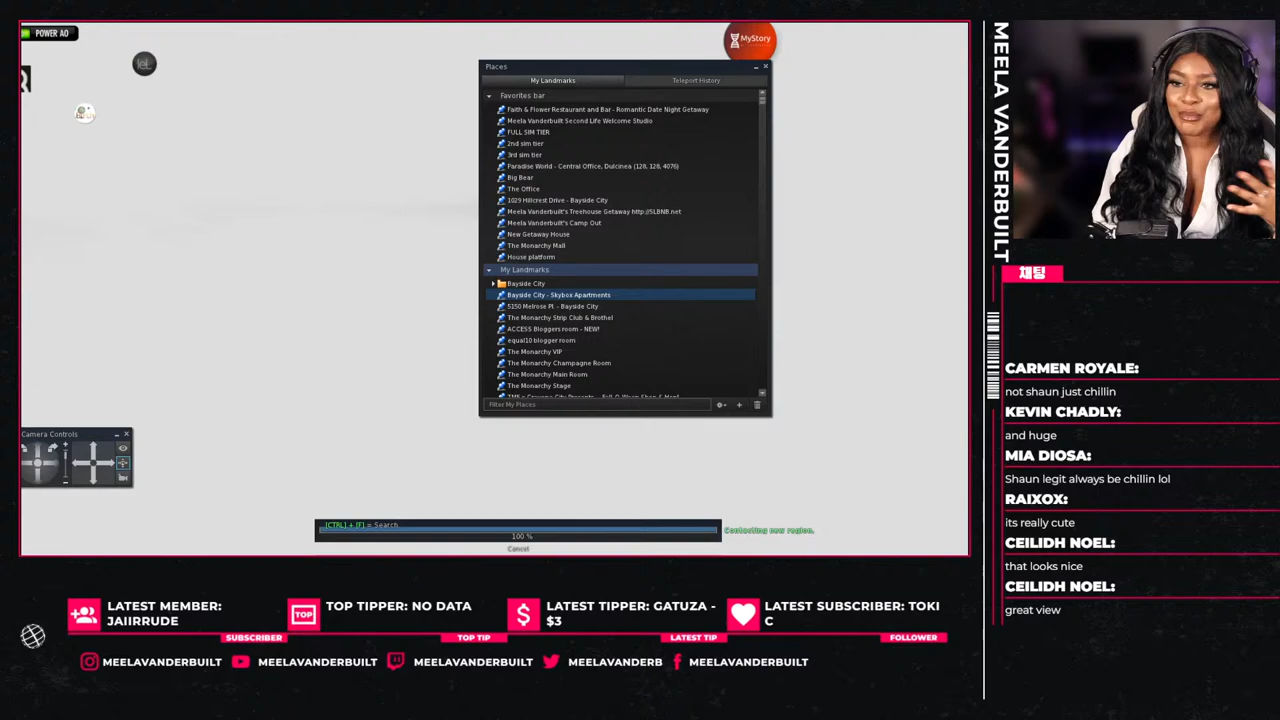 POWER AO
MyStory
Places
My Landmarks
Teleport History
Favorites bar
Faith & Flower Restaurant and Bar - Romantic Date Night Getaway
Meela Vanderbuilt Second Life Welcome Studio
FULL SIM TIER
2nd sim tier
3rd sim tier
Paradise World - Central Office, Dulcinea (128, 128, 4076)
Big Bear
The Office
1029 Hillcrest Drive - Bayside City
Meela Vanderbuilt's Treehouse Getaway http://SLBNB.net
Meela Vanderbuilt's Camp Out
New Getaway House
The Monarchy Mall
House platform
My Landmarks
Bayside City
Bayside City - Skybox Apartments
5150 Melrose Pl. - Bayside City
The Monarchy Strip Club & Brothel
ACCESS Bloggers room - NEW!
equal10 blogger room
The Monarchy VIP
The Monarchy Champagne Room
The Monarchy Main Room
The Monarchy Stage
Filter My Places
Camera Controls
[CTRL] + [F] = Search
100 %
Contacting new region.
Cancel
MEELA VANDERBUILT
채팅
CARMEN ROYALE:
not shaun just chillin
KEVIN CHADLY:
and huge
MIA DIOSA:
Shaun legit always be chillin lol
RAIXOX:
its really cute
CEILIDH NOEL:
that looks nice
CEILIDH NOEL:
great view
LATEST MEMBER:
JAIIRRUDE
SUBSCRIBER
TOP
TOP TIPPER: NO DATA
TOP TIP
LATEST TIPPER: GATUZA -
$3
LATEST TIP
LATEST SUBSCRIBER: TOKI
C
FOLLOWER
MEELAVANDERBUILT
MEELAVANDERBUILT
MEELAVANDERBUILT
MEELAVANDERB
MEELAVANDERBUILT